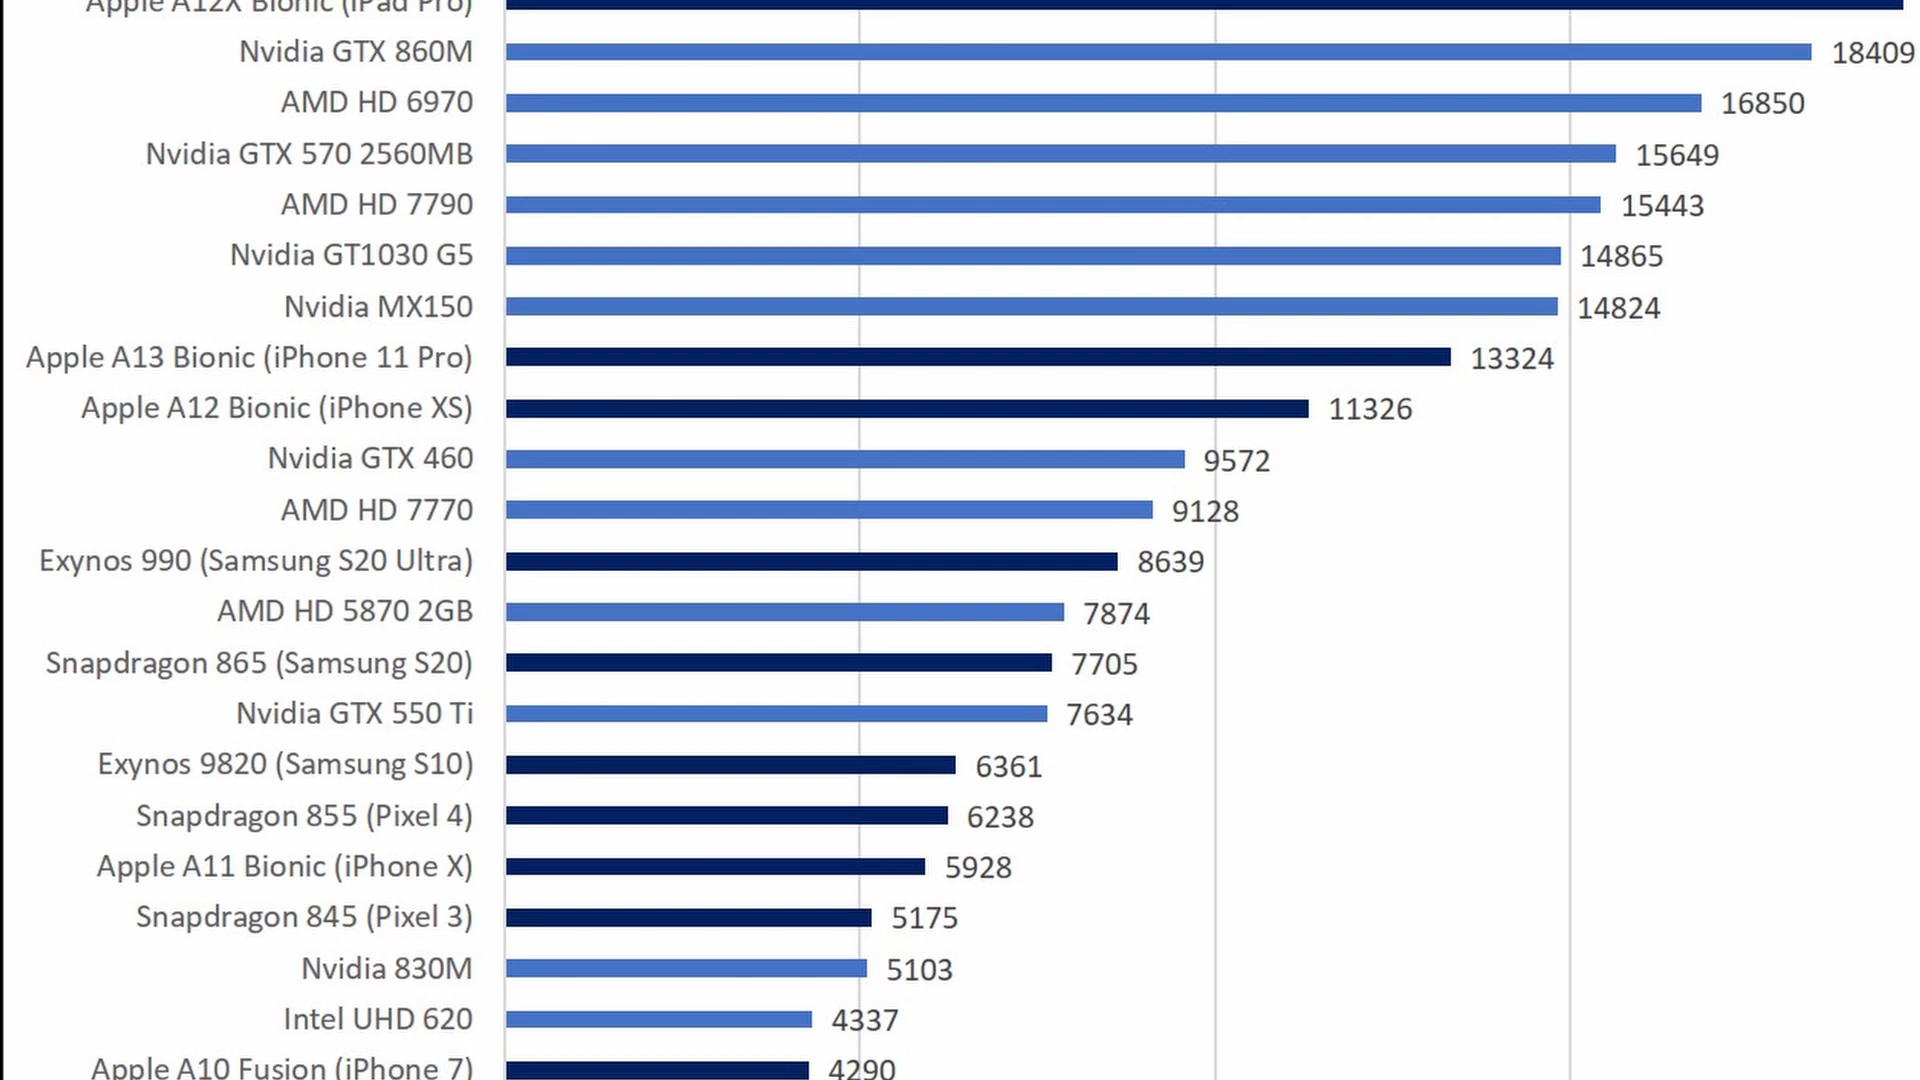 Apple A12X Bionic (iPad Pro)
Nvidia GTX 860M 18409
AMD HD 6970 16850
Nvidia GTX 570 2560MB 15649
AMD HD 7790 15443
Nvidia GT1030 G5 14865
Nvidia MX150 14824
Apple A13 Bionic (iPhone 11 Pro) 13324
Apple A12 Bionic (iPhone XS) 11326
Nvidia GTX 460 9572
AMD HD 7770 9128
Exynos 990 (Samsung S20 Ultra) 8639
AMD HD 5870 2GB 7874
Snapdragon 865 (Samsung S20) 7705
Nvidia GTX 550 Ti 7634
Exynos 9820 (Samsung S10) 6361
Snapdragon 855 (Pixel 4) 6238
Apple A11 Bionic (iPhone X) 5928
Snapdragon 845 (Pixel 3) 5175
Nvidia 830M 5103
Intel UHD 620 4337
Apple A10 Fusion (iPhone 7) 4290